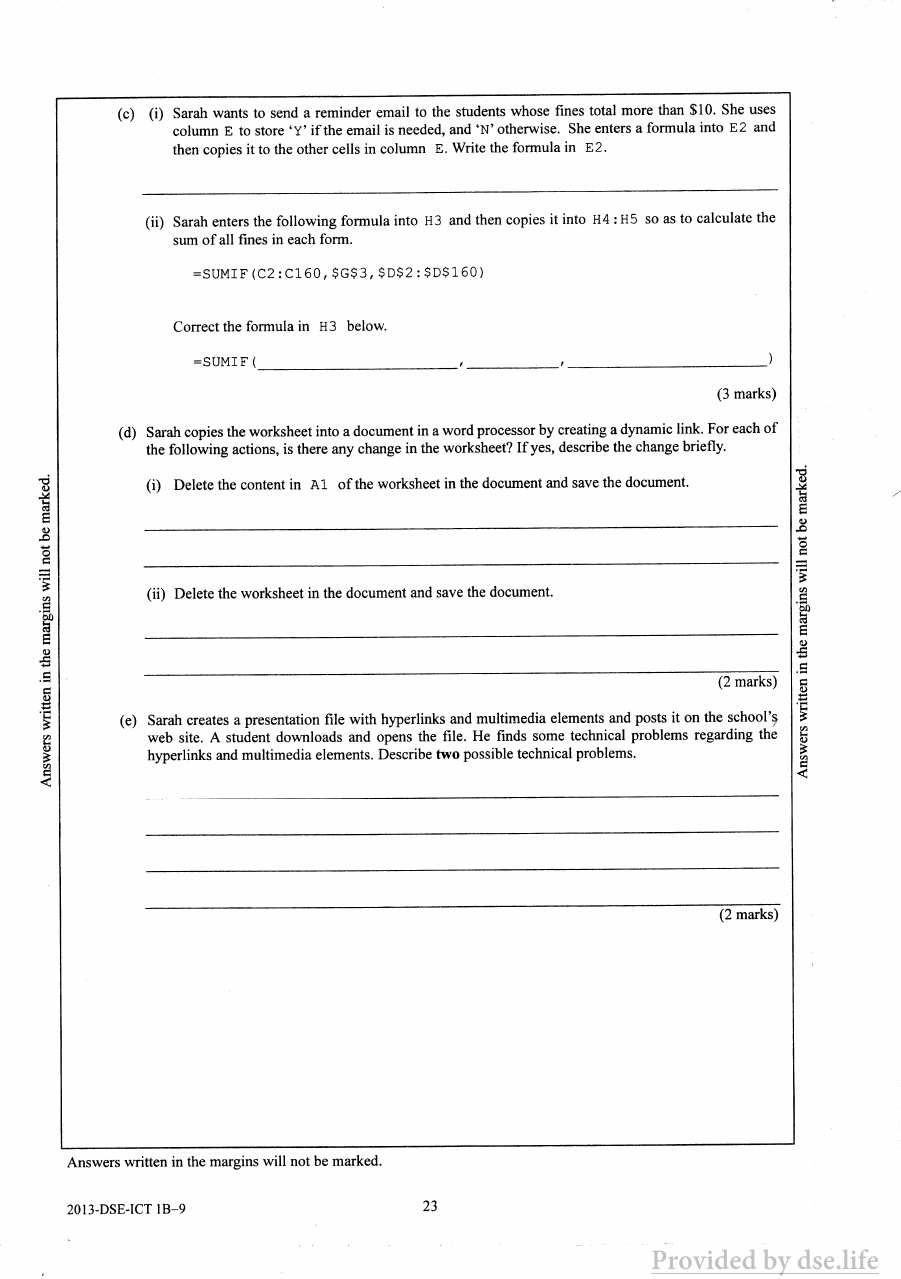 (c) (i) Sarah wants to send a reminder email to the students whose fines total more than $10. She uses
column E to store ‘Y’ if the email is needed, and ‘N’ otherwise. She enters a formula into E2 and
then copies it to the other cells in column E. Write the formula in E2.
(ii) Sarah enters the following formula into H3 and then copies it into H4:H5 so as to calculate the
sum of all fines in each form.
=SUMIF(C2:C160,$G$3,$D$2:$D$160)
Correct the formula in H3 below.
=SUMIF(____________________,_________,____________________)
(3 marks)
(d) Sarah copies the worksheet into a document in a word processor by creating a dynamic link. For each of
the following actions, is there any change in the worksheet? If yes, describe the change briefly.
(i) Delete the content in A1 of the worksheet in the document and save the document.
(ii) Delete the worksheet in the document and save the document.
(2 marks)
(e) Sarah creates a presentation file with hyperlinks and multimedia elements and posts it on the school’s
web site. A student downloads and opens the file. He finds some technical problems regarding the
hyperlinks and multimedia elements. Describe two possible technical problems.
(2 marks)
Answers written in the margins will not be marked.
Answers written in the margins will not be marked.
Answers written in the margins will not be marked.
2013-DSE-ICT 1B–9
23
Provided by dse.life